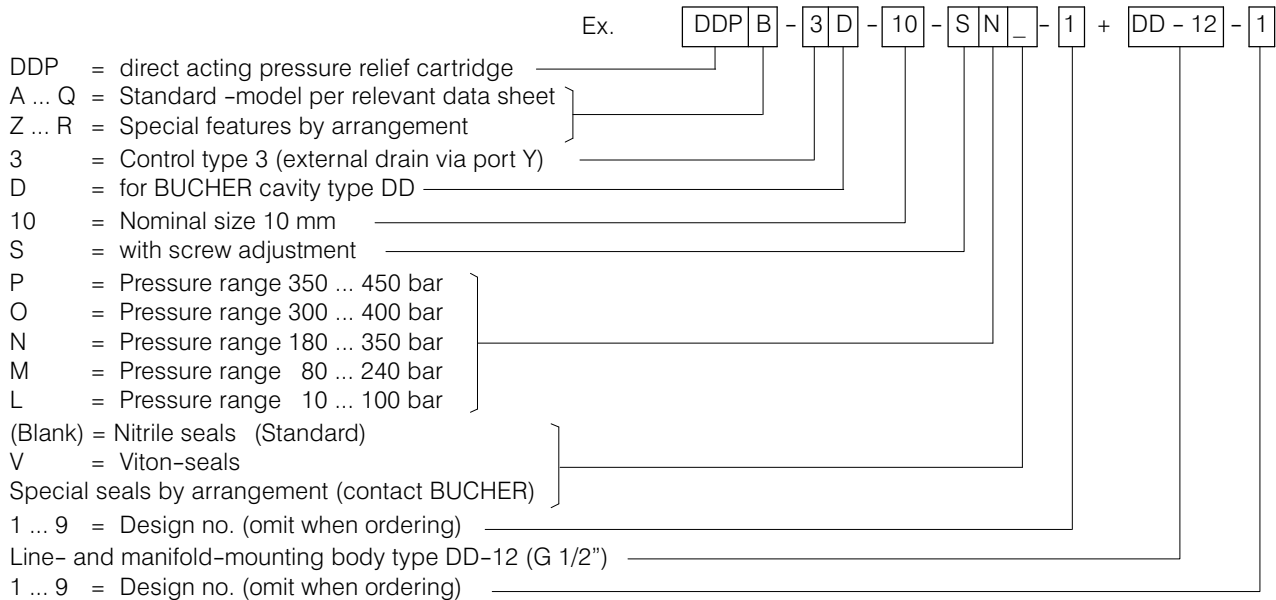 Ex. DDP B - 3 D - 10 - S N _ - 1 + DD - 12 - 1
DDP = direct acting pressure relief cartridge
A ... Q = Standard -model per relevant data sheet
Z ... R = Special features by arrangement
3 = Control type 3 (external drain via port Y)
D = for BUCHER cavity type DD
10 = Nominal size 10 mm
S = with screw adjustment
P = Pressure range 350 ... 450 bar
O = Pressure range 300 ... 400 bar
N = Pressure range 180 ... 350 bar
M = Pressure range 80 ... 240 bar
L = Pressure range 10 ... 100 bar
(Blank) = Nitrile seals (Standard)
V = Viton-seals
Special seals by arrangement (contact BUCHER)
1 ... 9 = Design no. (omit when ordering)
Line- and manifold-mounting body type DD-12 (G 1/2”)
1 ... 9 = Design no. (omit when ordering)